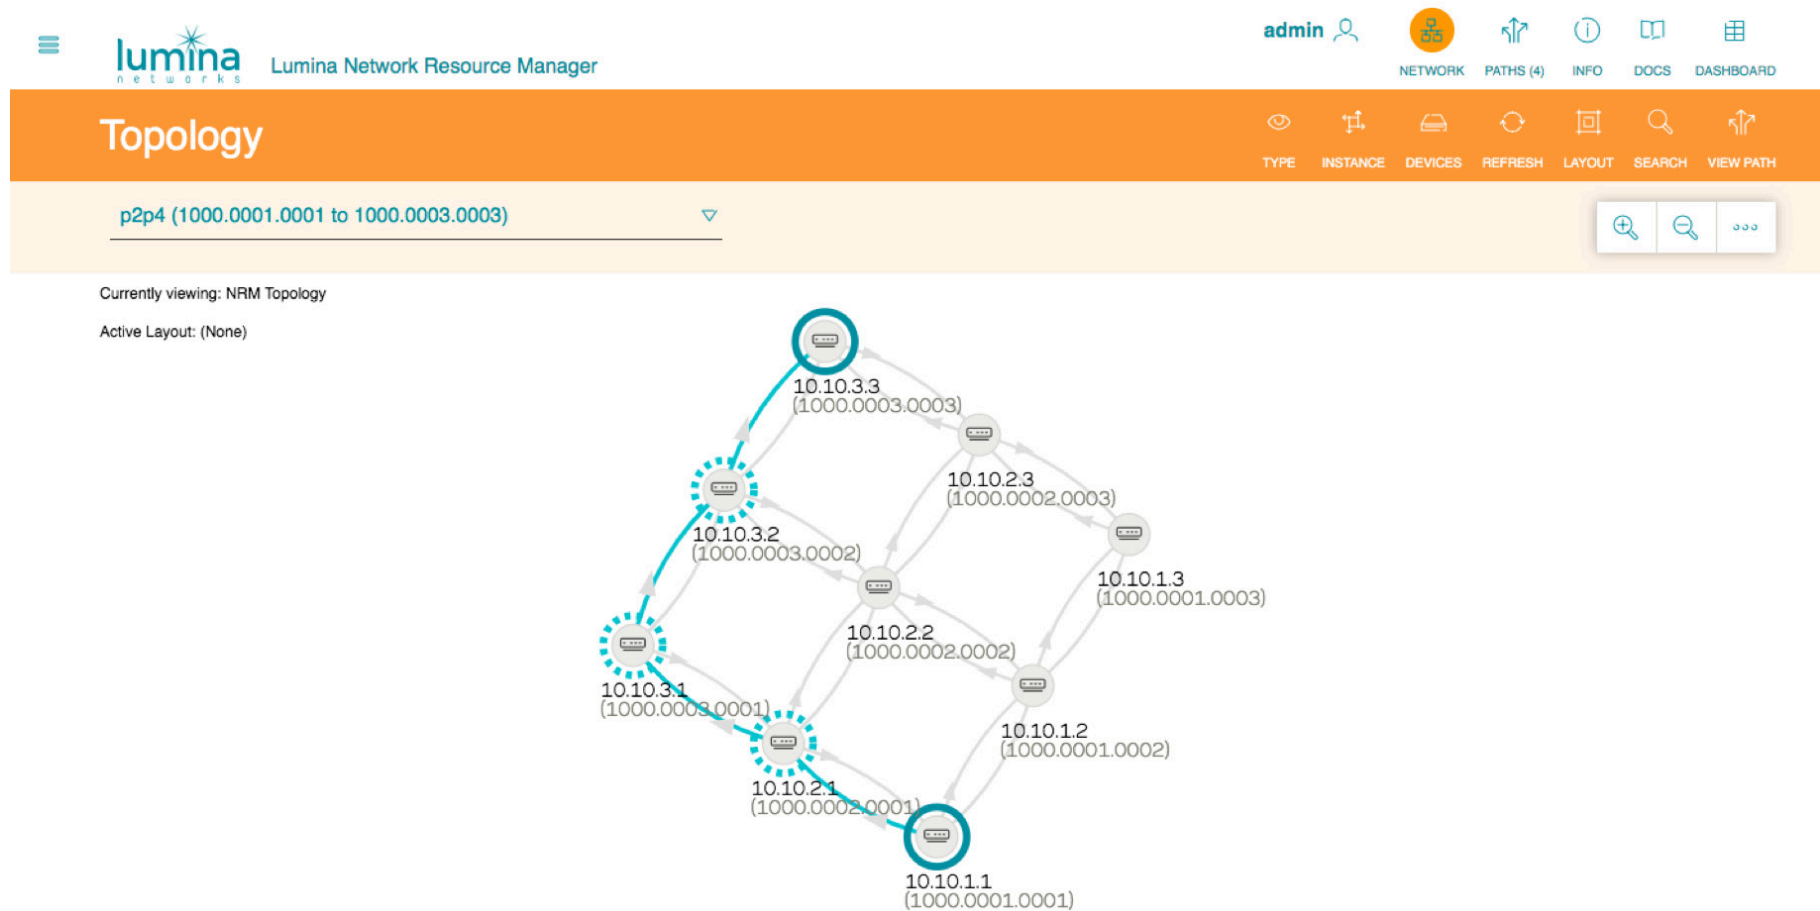 admin
lumina
networks
Lumina Network Resource Manager
NETWORK
PATHS (4)
INFO
DOCS
DASHBOARD
Topology
TYPE
INSTANCE
DEVICES
REFRESH
LAYOUT
SEARCH
VIEW PATH
p2p4 (1000.0001.0001 to 1000.0003.0003)
Currently viewing: NRM Topology
Active Layout: (None)
10.10.3.3
(1000.0003.0003)
10.10.2.3
(1000.0002.0003)
10.10.3.2
(1000.0003.0002)
10.10.1.3
(1000.0001.0003)
10.10.2.2
(1000.0002.0002)
10.10.3.1
(1000.0003.0001)
10.10.1.2
(1000.0001.0002)
10.10.2.1
(1000.0002.0001)
10.10.1.1
(1000.0001.0001)